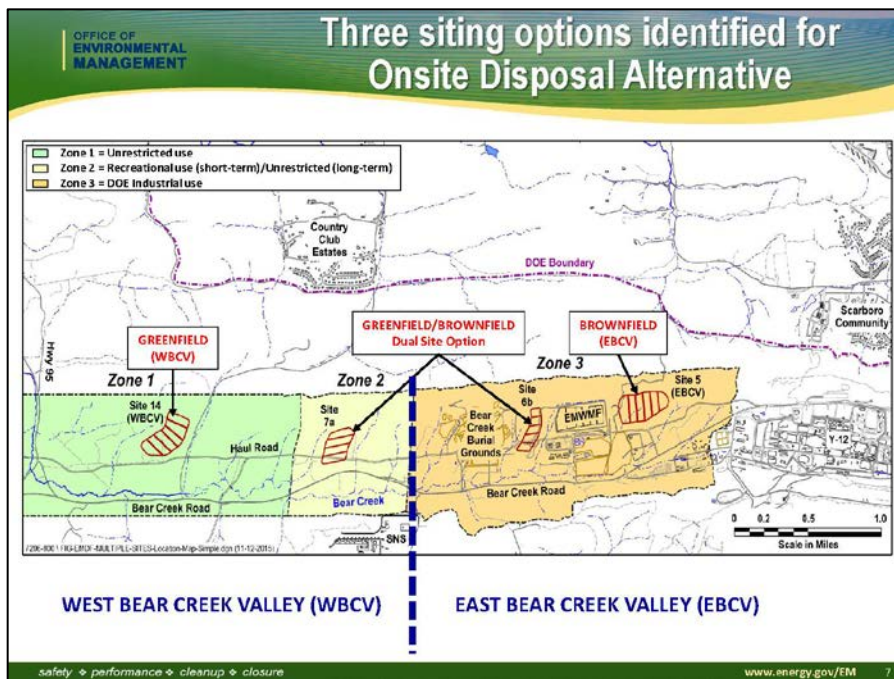 OFFICE OF
ENVIRONMENTAL
MANAGEMENT
Three siting options identified for
Onsite Disposal Alternative
Zone 1 = Unrestricted use
Zone 2 = Recreational use (short-term)/Unrestricted (long-term)
Zone 3 = DOE Industrial use
Country
Club
Estates
DOE Boundary
Scarboro
Community
Hwy 95
GREENFIELD
(WBCV)
GREENFIELD/BROWNFIELD
Dual Site Option
BROWNFIELD
(EBCV)
Zone 1
Zone 2
Zone 3
Site 14
(WBCV)
Site
7a
Site
6b
Site 5
(EBCV)
EMWMF
Bear
Creek
Burial
Grounds
Haul Road
Y-12
Bear Creek
Bear Creek Road
Bear Creek Road
SNS
0 0.2 0.5 1
Scale in Miles
WEST BEAR CREEK VALLEY (WBCV)
EAST BEAR CREEK VALLEY (EBCV)
safety ❖ performance ❖ cleanup ❖ closure
www.energy.gov/EM
7